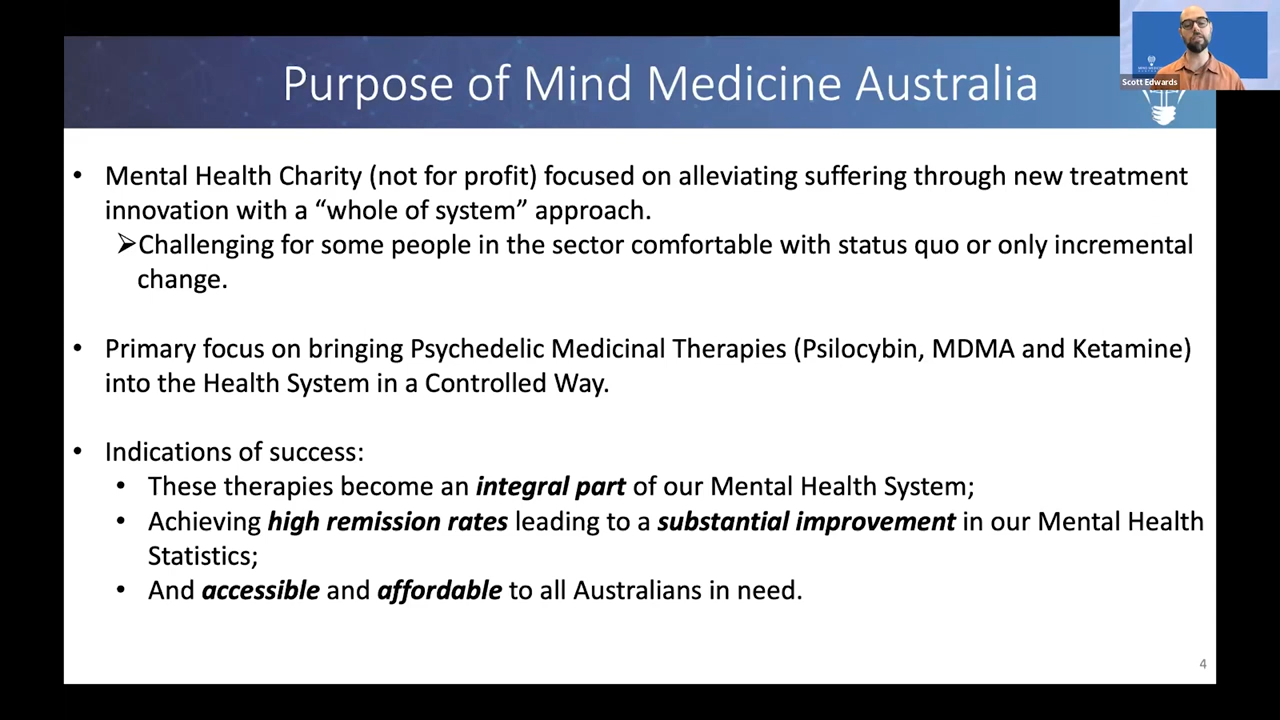 Purpose of Mind Medicine Australia
Scott Edwards
• Mental Health Charity (not for profit) focused on alleviating suffering through new treatment
innovation with a “whole of system” approach.
➢Challenging for some people in the sector comfortable with status quo or only incremental
change.
• Primary focus on bringing Psychedelic Medicinal Therapies (Psilocybin, MDMA and Ketamine)
into the Health System in a Controlled Way.
• Indications of success:
• These therapies become an integral part of our Mental Health System;
• Achieving high remission rates leading to a substantial improvement in our Mental Health
Statistics;
• And accessible and affordable to all Australians in need.
4